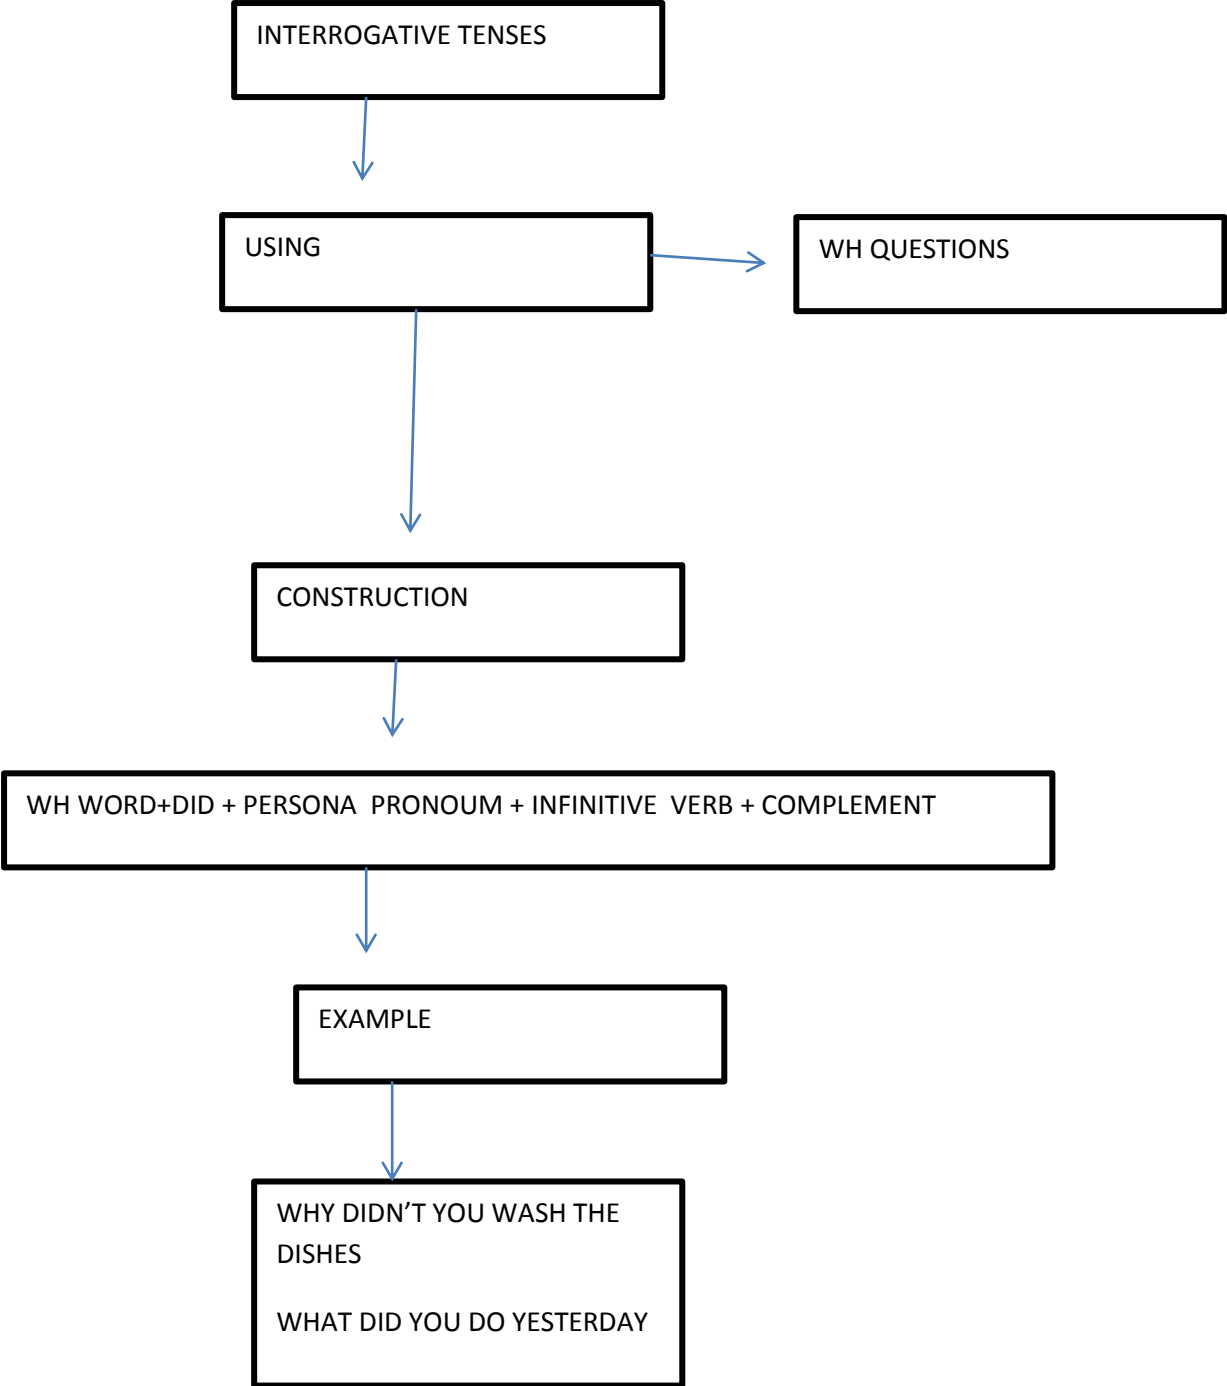 INTERROGATIVE TENSES
USING
WH QUESTIONS
CONSTRUCTION
WH WORD+DID + PERSONA  PRONOUM + INFINITIVE  VERB + COMPLEMENT
EXAMPLE
WHY DIDN’T YOU WASH THE
DISHES
WHAT DID YOU DO YESTERDAY